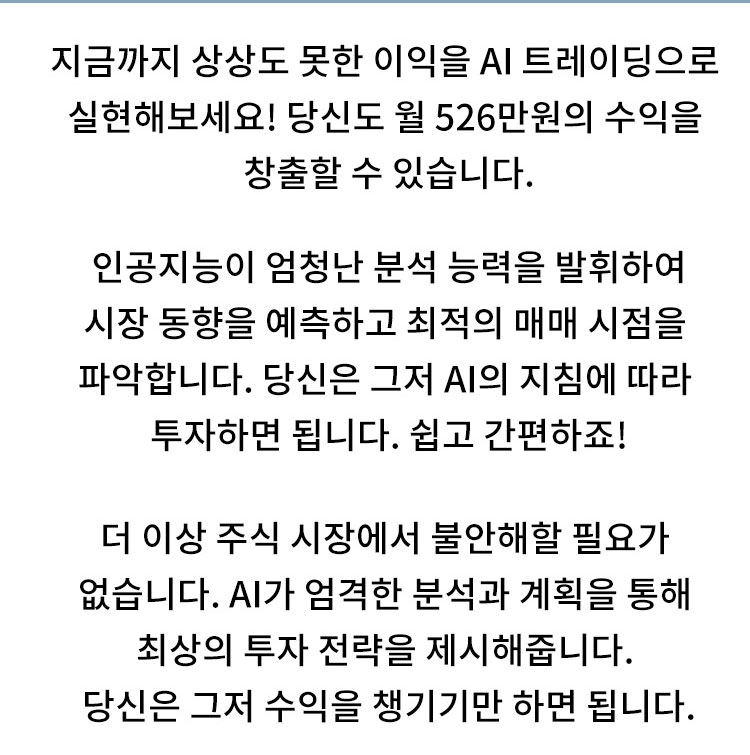 지금까지 상상도 못한 이익을 AI 트레이딩으로
실현해보세요! 당신도 월 526만원의 수익을
창출할 수 있습니다.
인공지능이 엄청난 분석 능력을 발휘하여
시장 동향을 예측하고 최적의 매매 시점을
파악합니다. 당신은 그저 AI의 지침에 따라
투자하면 됩니다. 쉽고 간편하죠!
더 이상 주식 시장에서 불안해할 필요가
없습니다. AI가 엄격한 분석과 계획을 통해
최상의 투자 전략을 제시해줍니다.
당신은 그저 수익을 챙기기만 하면 됩니다.